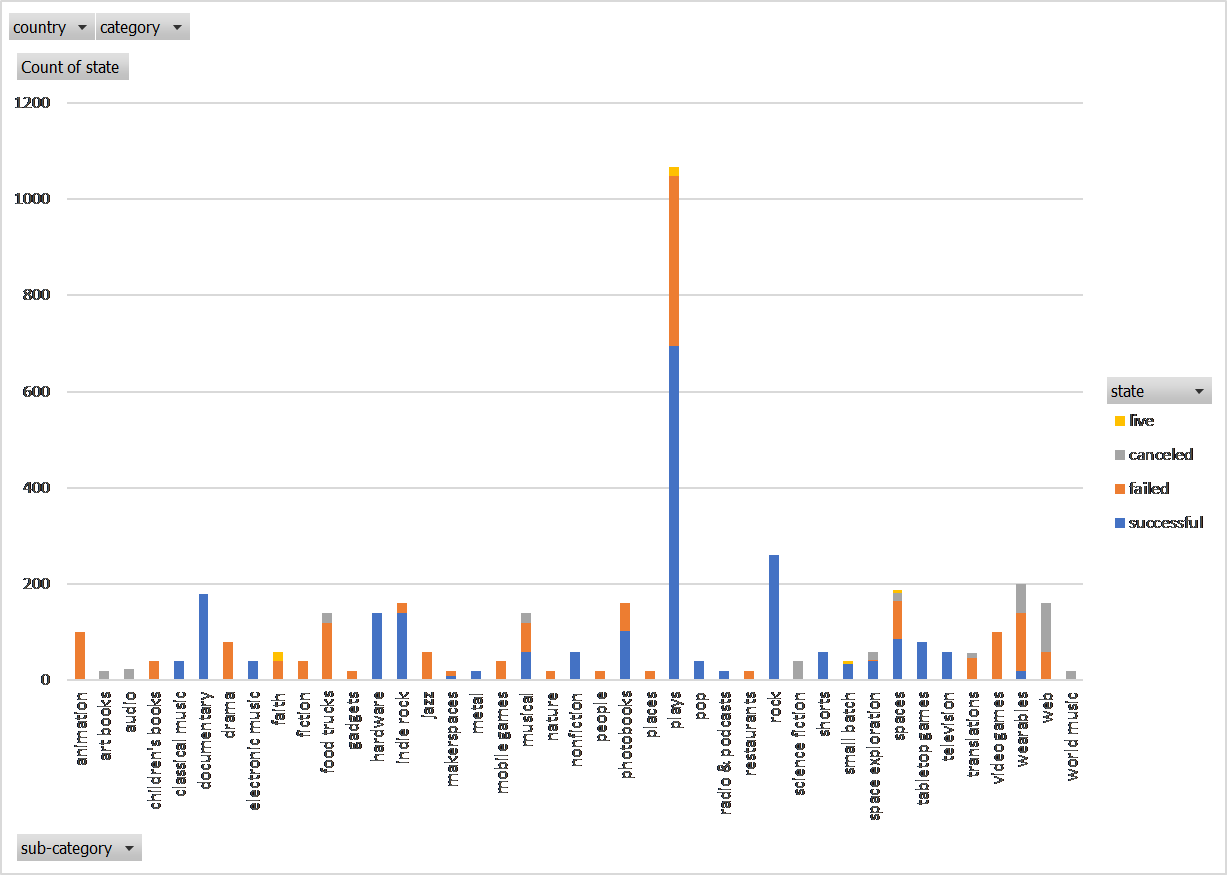 country category
Count of state
1200
1000
800
600
400
200
0
animation
art books
audio
children's books
classical music
documentary
drama
electronic music
faith
fiction
food trucks
gadgets
hardware
indie rock
jazz
makerspaces
metal
mobile games
musical
nature
nonfiction
people
photobooks
places
plays
pop
radio & podcasts
restaurants
rock
science fiction
shorts
small batch
space exploration
spaces
tabletop games
television
translations
video games
wearables
web
world music
state
live
canceled
failed
successful
sub-category